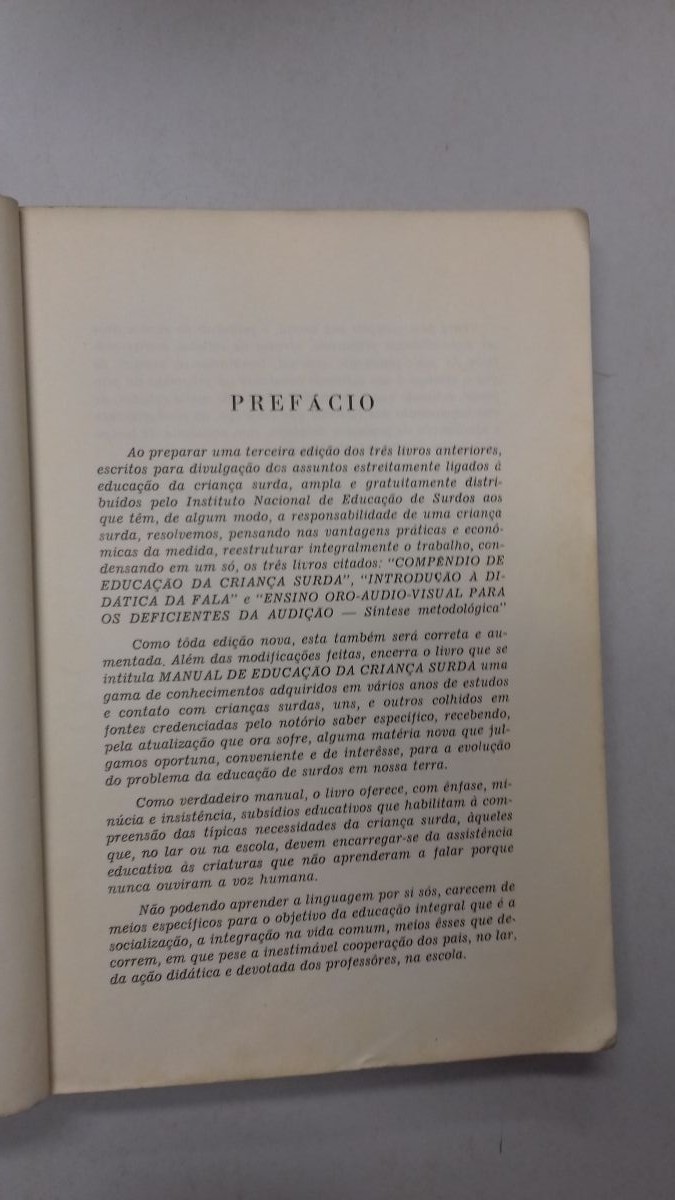 PREFÁCIO
Ao preparar uma terceira edição dos três livros anteriores,
escritos para divulgação dos assuntos estreitamente ligados à
educação da criança surda, ampla e gratuitamente distri-
buídos pelo Instituto Nacional de Educação de Surdos aos
que têm, de algum modo, a responsabilidade de uma criança
surda, resolvemos, pensando nas vantagens práticas e econô-
micas da medida, reestruturar integralmente o trabalho, con-
densando em um só, os três livros citados: "COMPÊNDIO DE
EDUCAÇÃO DA CRIANÇA SURDA", "INTRODUÇÃO À DI-
DÁTICA DA FALA" e "ENSINO ORO-AUDIO-VISUAL PARA
OS DEFICIENTES DA AUDIÇÃO — Síntese metodológica"
Como tôda edição nova, esta também será correta e au-
mentada. Além das modificações feitas, encerra o livro que se
intitula MANUAL DE EDUCAÇÃO DA CRIANÇA SURDA uma
gama de conhecimentos adquiridos em vários anos de estudos
e contato com crianças surdas, uns, e outros colhidos em
fontes credenciadas pelo notório saber específico, recebendo,
pela atualização que ora sofre, alguma matéria nova que jul-
gamos oportuna, conveniente e de interêsse, para a evolução
do problema da educação de surdos em nossa terra.
Como verdadeiro manual, o livro oferece, com ênfase, mi-
núcia e insistência, subsídios educativos que habilitam à com-
preensão das típicas necessidades da criança surda, àqueles
que, no lar ou na escola, devem encarregar-se da assistência
educativa às criaturas que não aprenderam a falar porque
nunca ouviram a voz humana.
Não podendo aprender a linguagem por si sós, carecem de
meios específicos para o objetivo da educação integral que é a
socialização, a integração na vida comum, meios êsses que de-
correm, em que pese a inestimável cooperação dos pais, no lar,
da ação didática e devotada dos professôres, na escola.